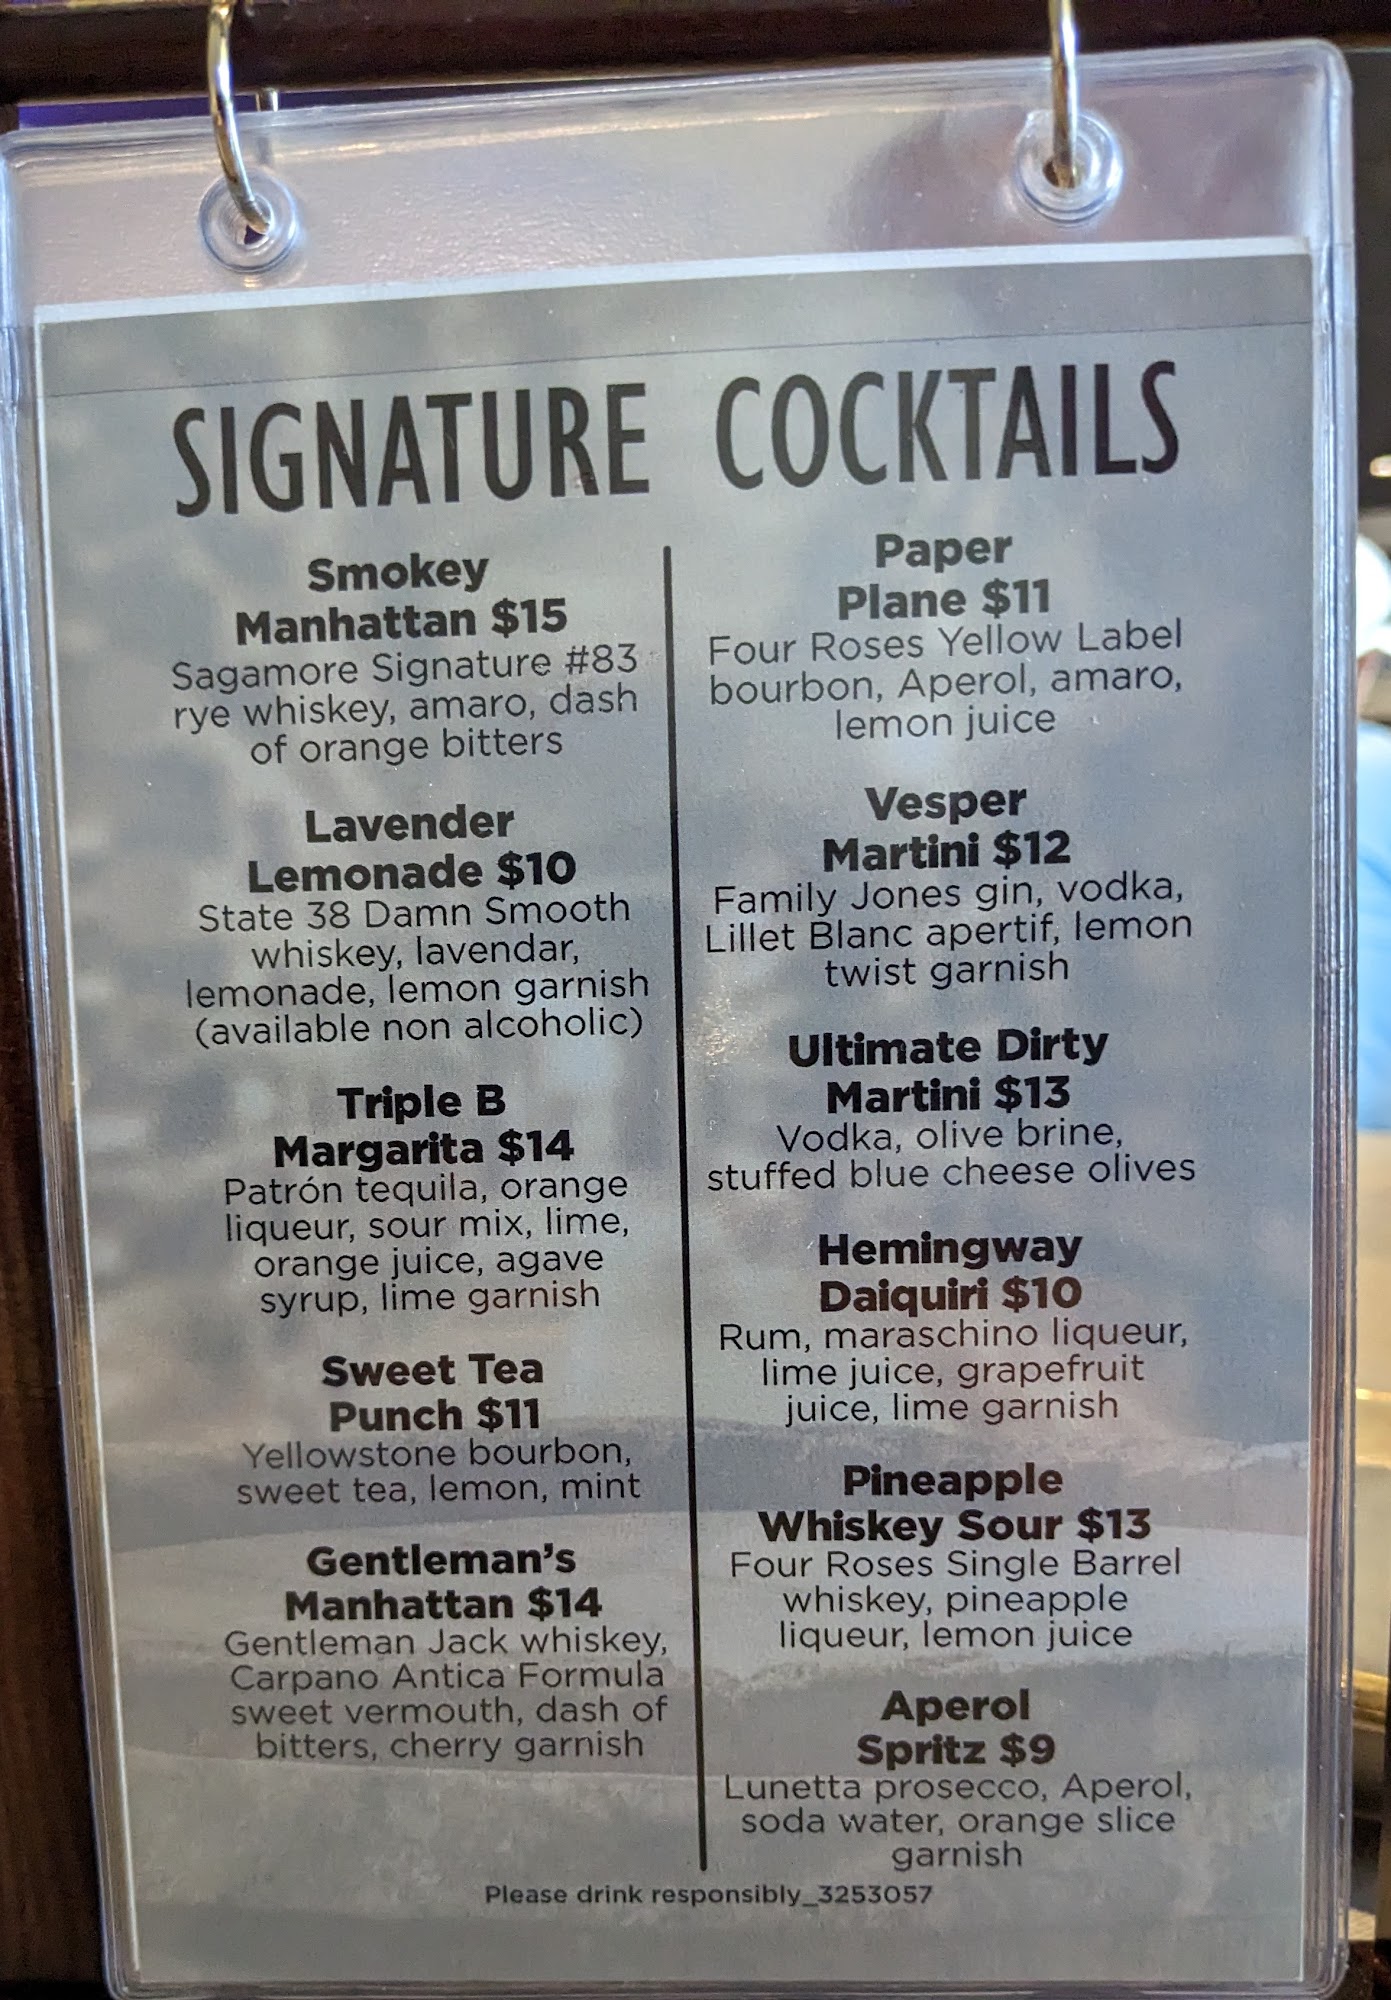 SIGNATURE COCKTAILS
Smokey
Manhattan $15
Sagamore Signature #83
rye whiskey, amaro, dash
of orange bitters
Lavender
Lemonade $10
State 38 Damn Smooth
whiskey, lavendar,
lemonade, lemon garnish
(available non alcoholic)
Triple B
Margarita $14
Patrón tequila, orange
liqueur, sour mix, lime,
orange juice, agave
syrup, lime garnish
Sweet Tea
Punch $11
Yellowstone bourbon,
sweet tea, lemon, mint
Gentleman's
Manhattan $14
Gentleman Jack whiskey,
Carpano Antica Formula
sweet vermouth, dash of
bitters, cherry garnish
Paper
Plane $11
Four Roses Yellow Label
bourbon, Aperol, amaro,
lemon juice
Vesper
Martini $12
Family Jones gin, vodka,
Lillet Blanc apertif, lemon
twist garnish
Ultimate Dirty
Martini $13
Vodka, olive brine,
stuffed blue cheese olives
Hemingway
Daiquiri $10
Rum, maraschino liqueur,
lime juice, grapefruit
juice, lime garnish
Pineapple
Whiskey Sour $13
Four Roses Single Barrel
whiskey, pineapple
liqueur, lemon juice
Aperol
Spritz $9
Lunetta prosecco, Aperol,
soda water, orange slice
garnish
Please drink responsibly_3253057